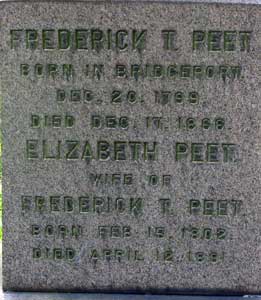 FREDERICK T. PEET.
BORN IN BRIDGEPORT.
DEC. 20. 1799.
DIED DEC. 17. 1866.
ELIZABETH PEET.
WIFE OF
FREDERICK T. PEET.
BORN FEB. 15. 1802.
DIED APRIL 12. 1881.